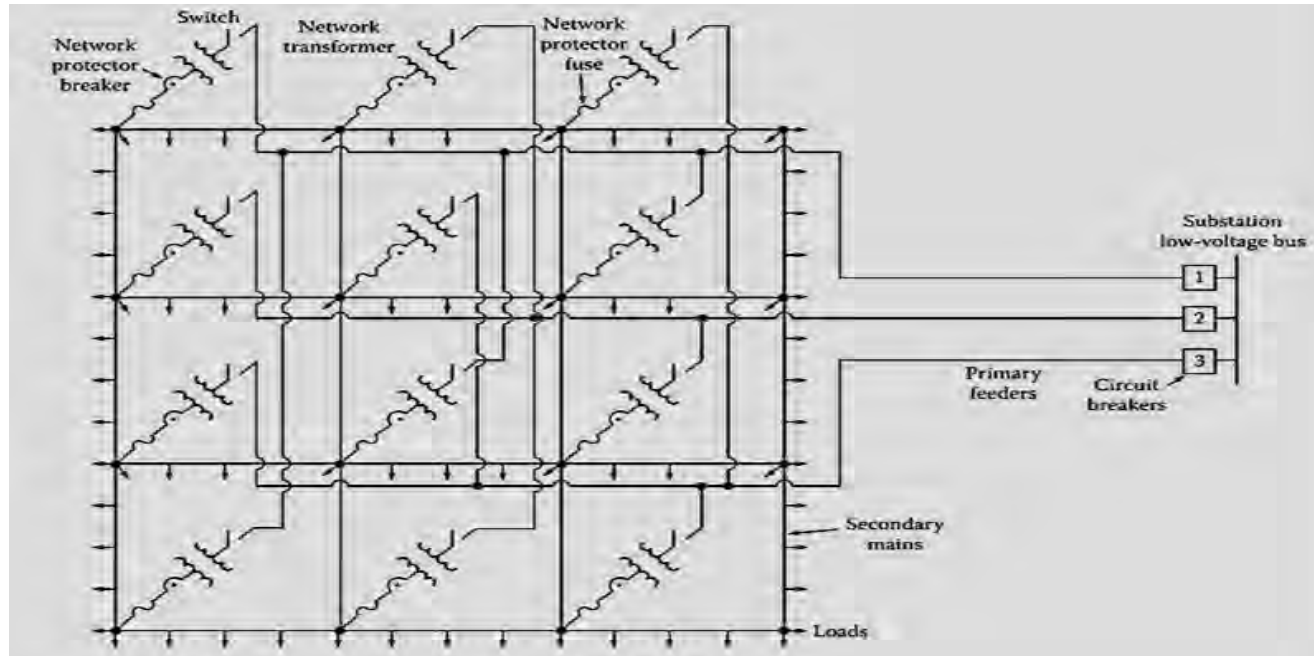 Switch
Network
protector
breaker
Network
transformer
Network
protector
fuse
Substation
low-voltage bus
1
2
3
Primary
feeders
Circuit
breakers
Secondary
mains
Loads